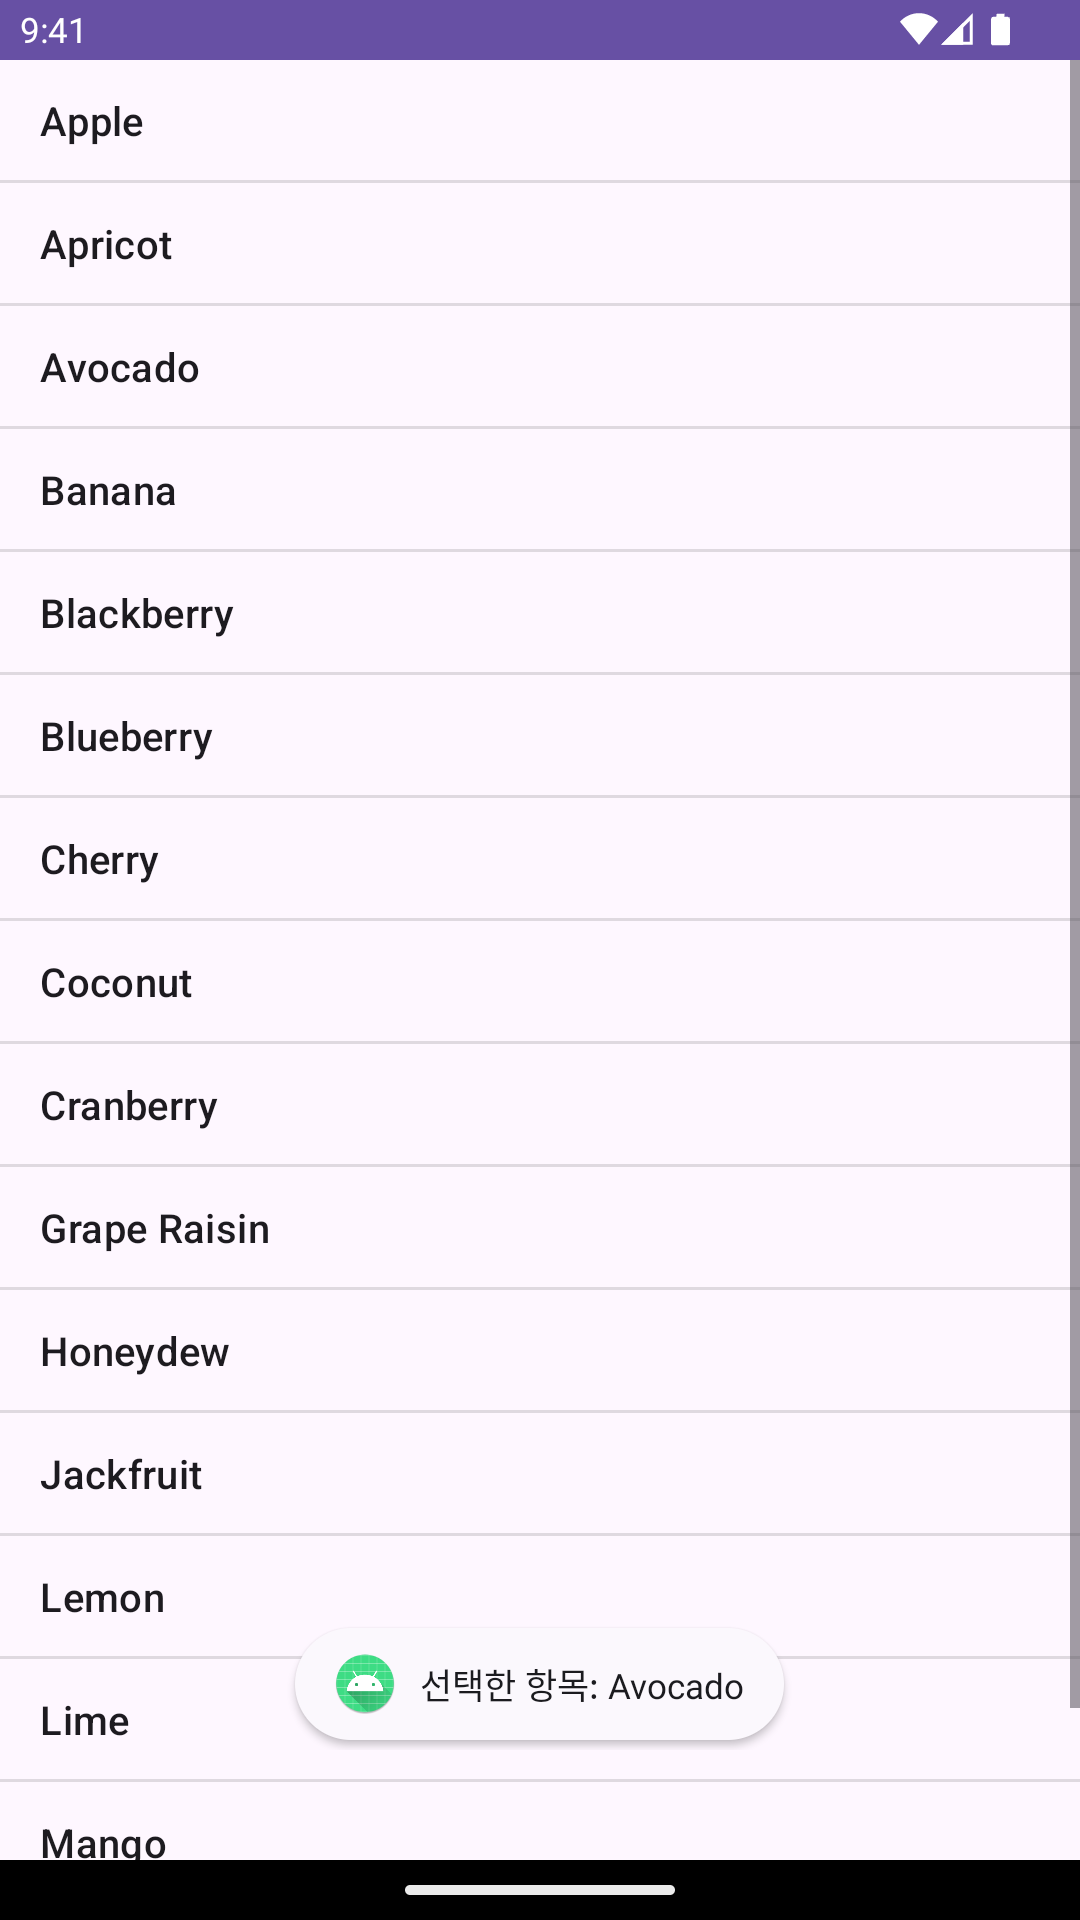 9:41
Apple
Apricot
Avocado
Banana
Blackberry
Blueberry
Cherry
Coconut
Cranberry
Grape Raisin
Honeydew
Jackfruit
Lemon
선택한 항목: Avocado
Lime
Mango